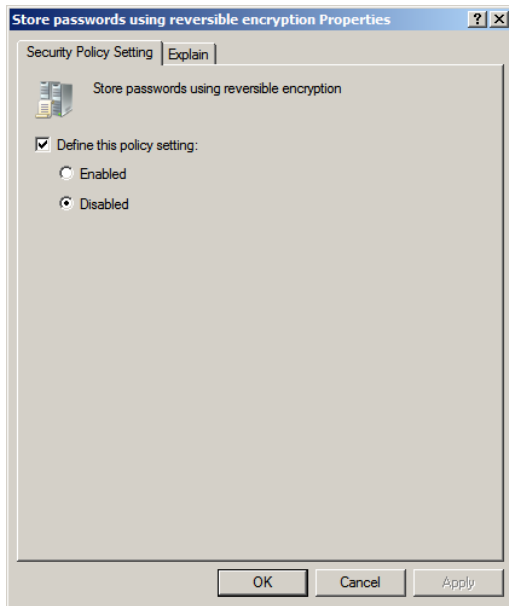 Store passwords using reversible encryption Properties
Security Policy Setting Explain
Store passwords using reversible encryption
Define this policy setting:
Enabled
Disabled
OK Cancel Apply